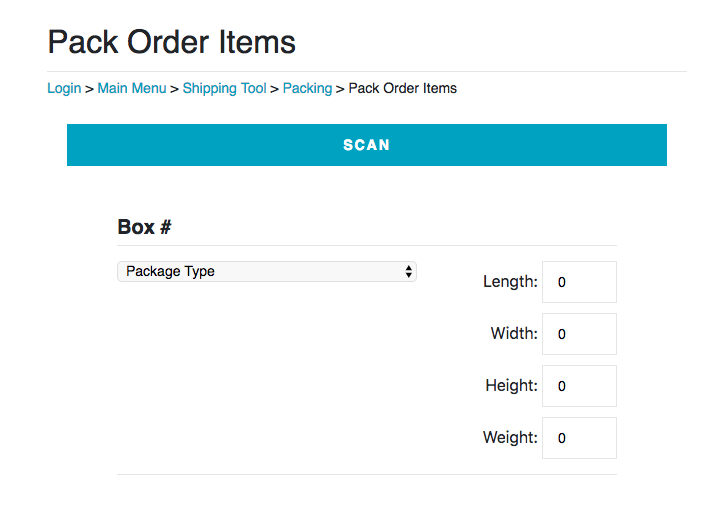 Pack Order Items
Login > Main Menu > Shipping Tool > Packing > Pack Order Items
SCAN
Box #
Package Type
Length: 0
Width: 0
Height: 0
Weight: 0